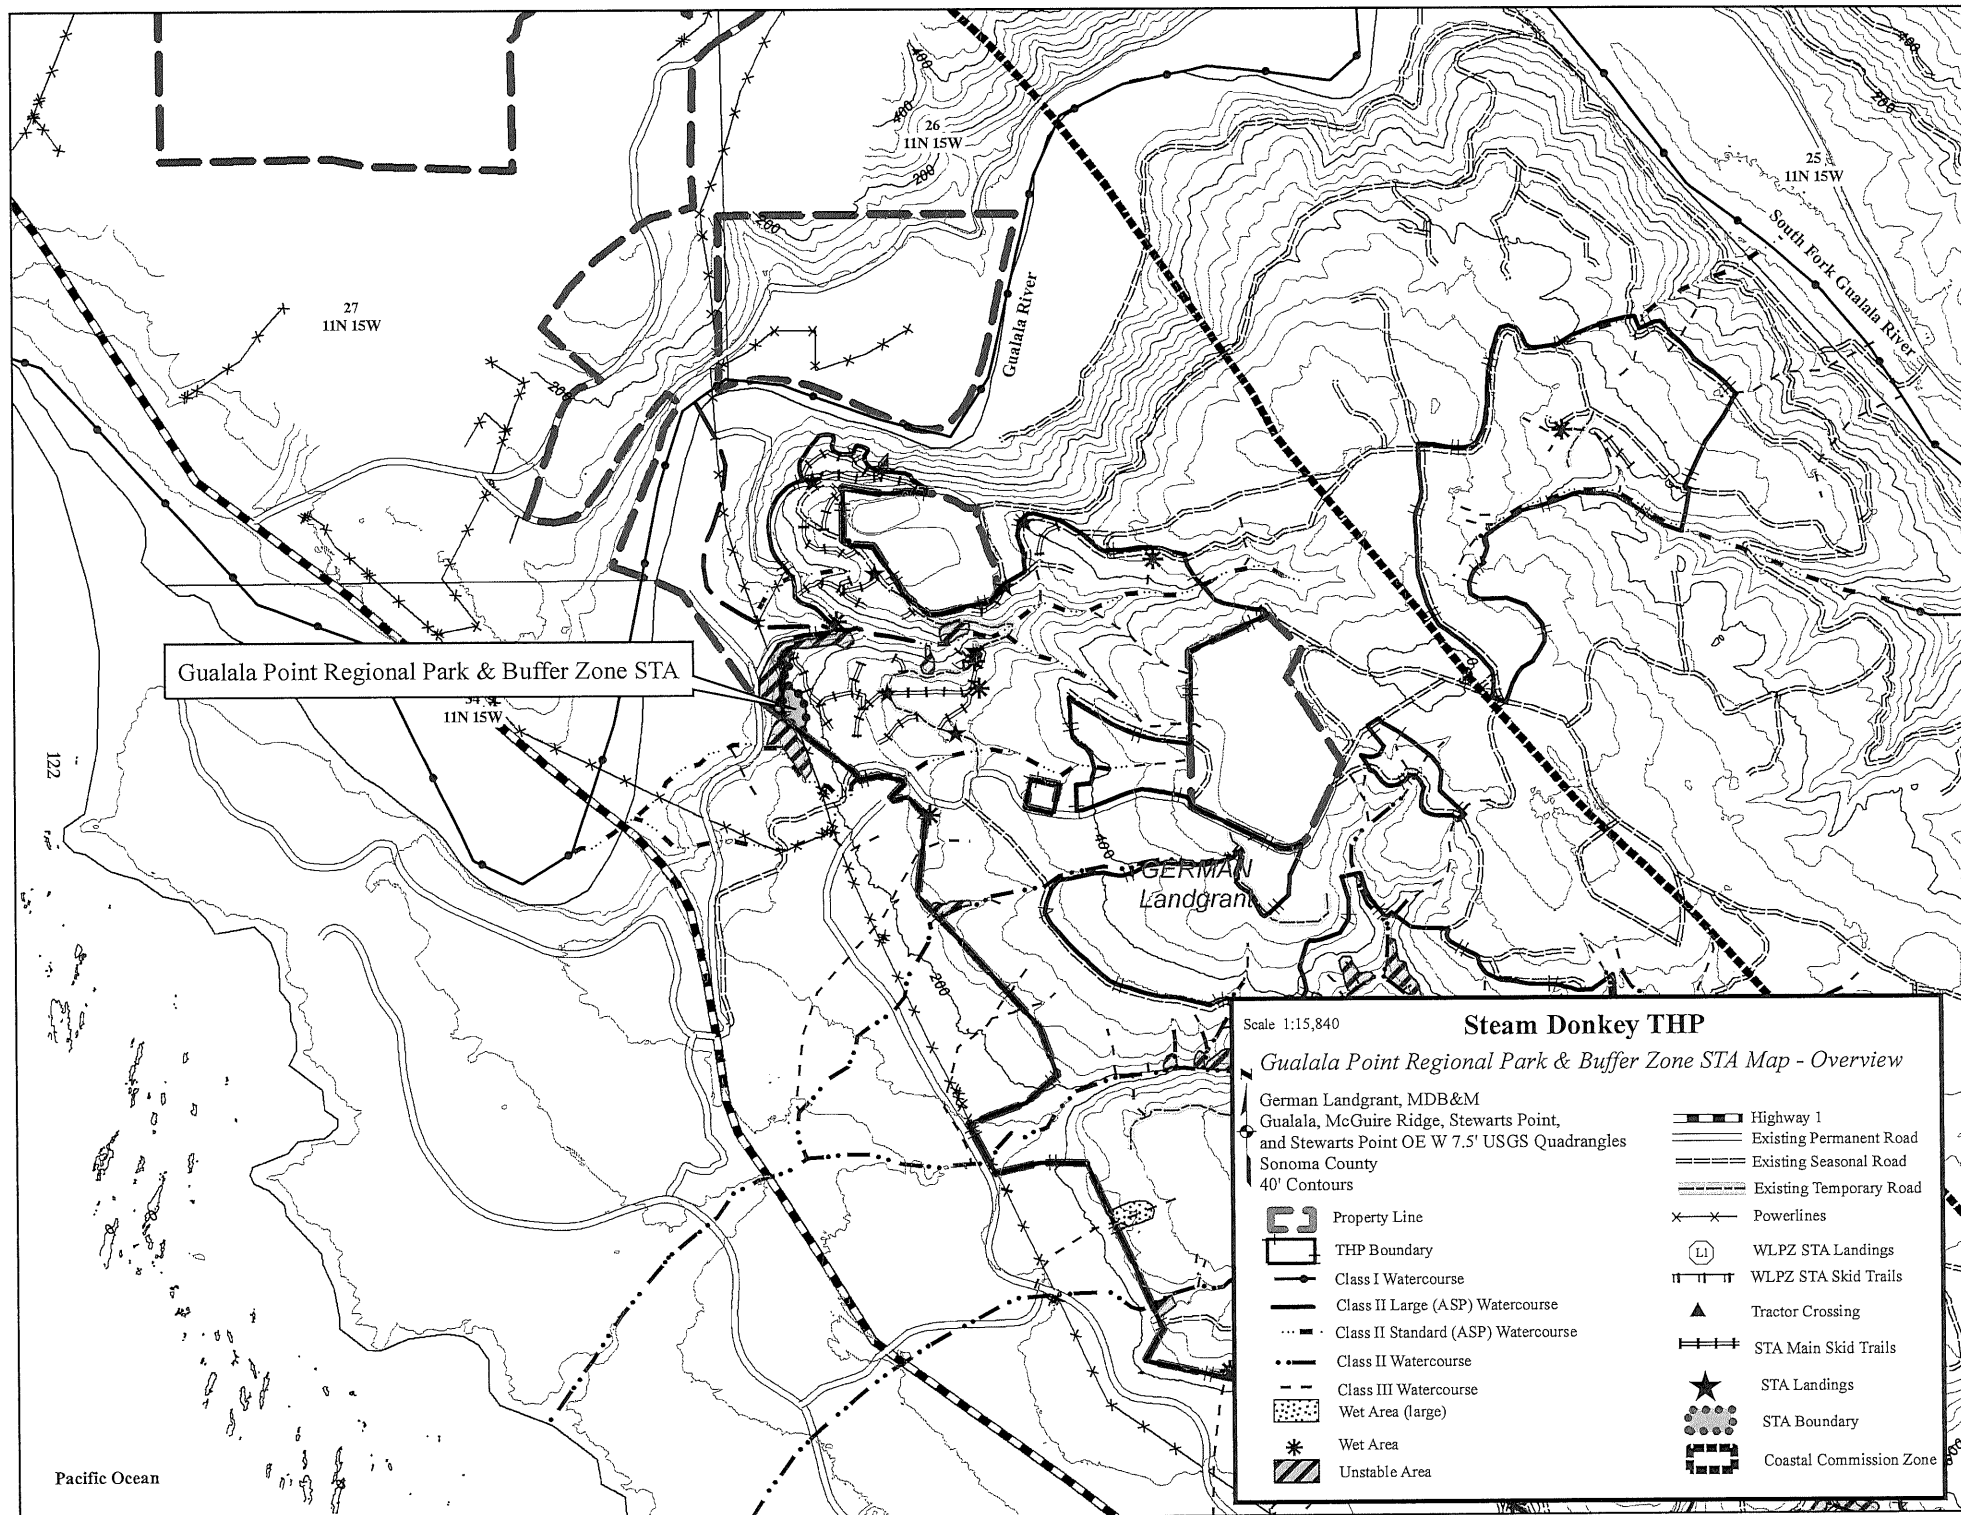 400
400
26
11N 15W
200
400
200
25
11N 15W
200
South Fork Gualala River
27
11N 15W
Gualala River
200
Gualala Point Regional Park & Buffer Zone STA
34
11N 15W
122
400
GERMAN
Landgrant
200
Scale 1:15,840
Steam Donkey THP
Gualala Point Regional Park & Buffer Zone STA Map - Overview
German Landgrant, MDB&M
Gualala, McGuire Ridge, Stewarts Point,
and Stewarts Point OE W 7.5' USGS Quadrangles
Sonoma County
40' Contours
Property Line
THP Boundary
Class I Watercourse
Class II Large (ASP) Watercourse
Class II Standard (ASP) Watercourse
Class II Watercourse
Class III Watercourse
Wet Area (large)
Wet Area
Unstable Area
Highway 1
Existing Permanent Road
Existing Seasonal Road
Existing Temporary Road
Powerlines
L1
WLPZ STA Landings
WLPZ STA Skid Trails
Tractor Crossing
STA Main Skid Trails
STA Landings
STA Boundary
Coastal Commission Zone
Pacific Ocean